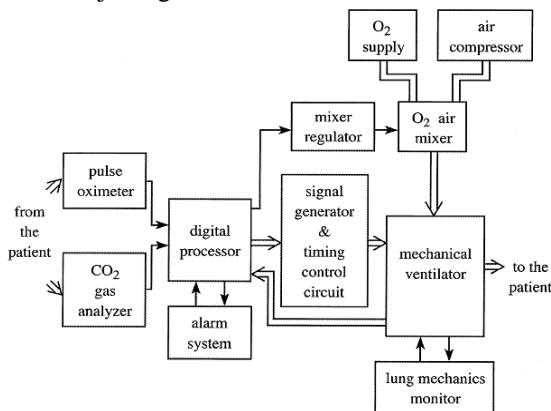 O2
supply
air
compressor
mixer
regulator
O2 air
mixer
pulse
oximeter
signal
generator
&
timing
control
circuit
from
the
patient
digital
processor
mechanical
ventilator
to the
patient
CO2
gas
analyzer
alarm
system
lung mechanics
monitor